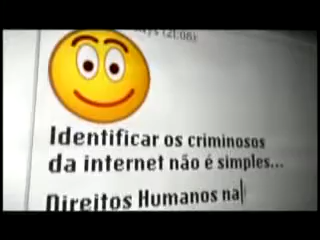 Identificar os criminosos
da internet não é simples...
Direitos Humanos na